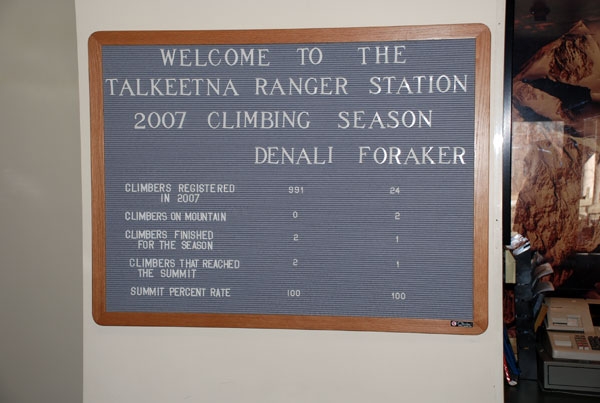 WELCOME TO THE
TALKEETNA RANGER STATION
2007 CLIMBING SEASON
DENALI FORAKER
CLIMBERS REGISTERED
IN 2007 991 24
CLIMBERS ON MOUNTAIN 0 2
CLIMBERS FINISHED
FOR THE SEASON 2 1
CLIMBERS THAT REACHED
THE SUMMIT 2 1
SUMMIT PERCENT RATE 100 100